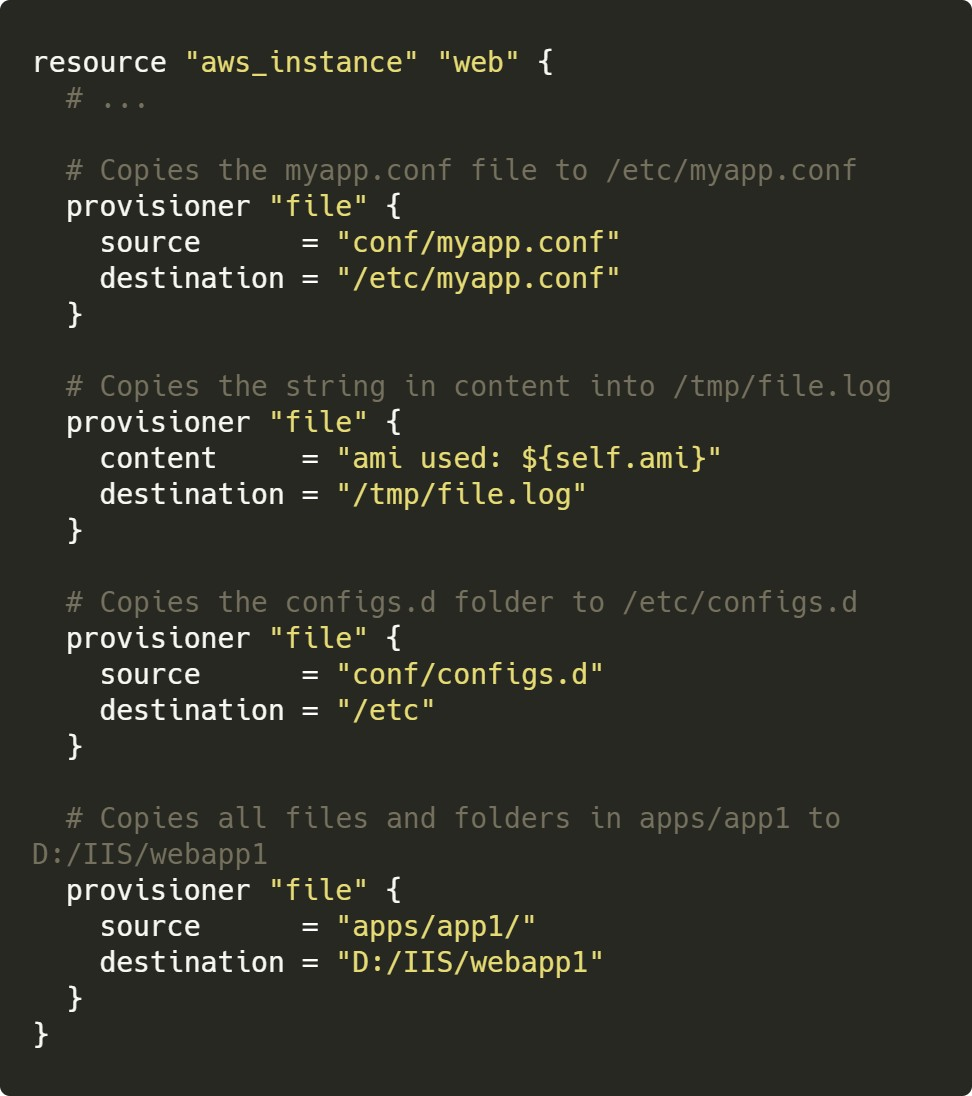 resource "aws_instance" "web" {
  # ...

  # Copies the myapp.conf file to /etc/myapp.conf
  provisioner "file" {
    source      = "conf/myapp.conf"
    destination = "/etc/myapp.conf"
  }

  # Copies the string in content into /tmp/file.log
  provisioner "file" {
    content     = "ami used: ${self.ami}"
    destination = "/tmp/file.log"
  }

  # Copies the configs.d folder to /etc/configs.d
  provisioner "file" {
    source      = "conf/configs.d"
    destination = "/etc"
  }

  # Copies all files and folders in apps/app1 to
D:/IIS/webapp1
  provisioner "file" {
    source      = "apps/app1/"
    destination = "D:/IIS/webapp1"
  }
}